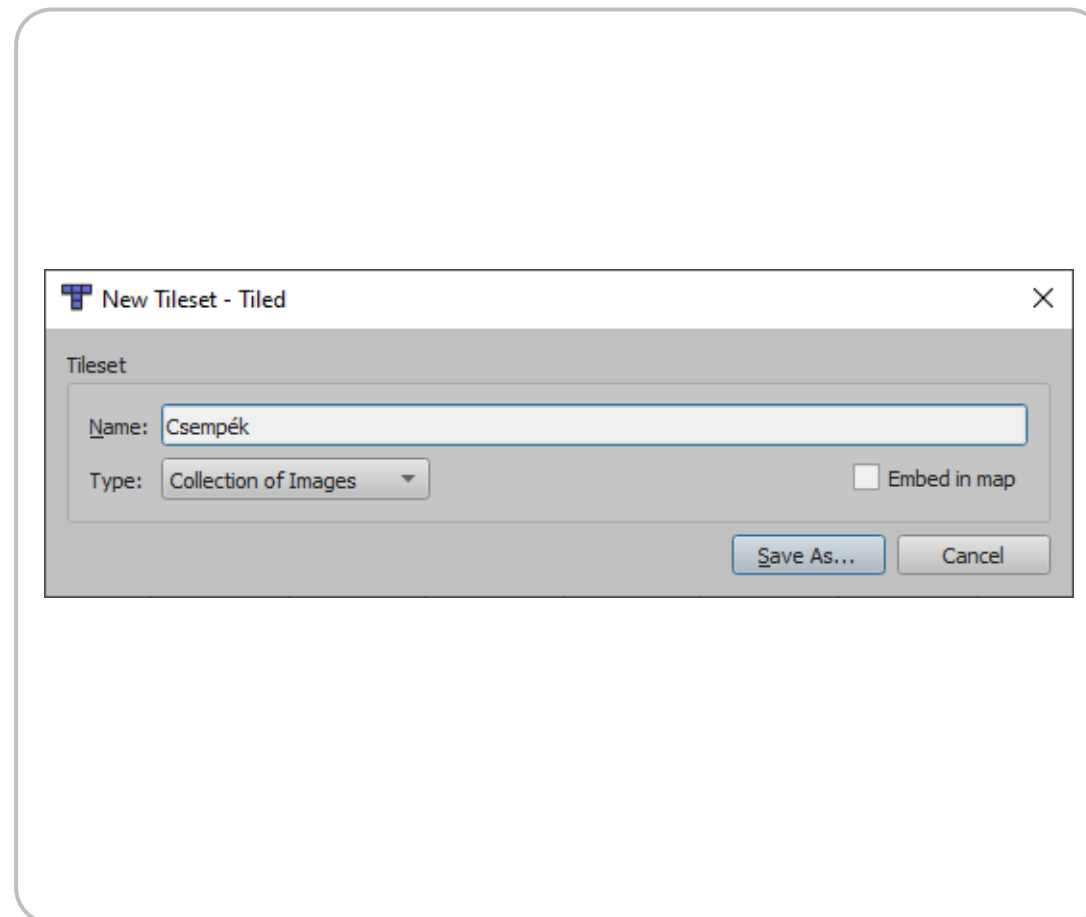 New Tileset - Tiled
Tileset
Name: Csempék
Type: Collection of Images Embed in map
Save As... Cancel